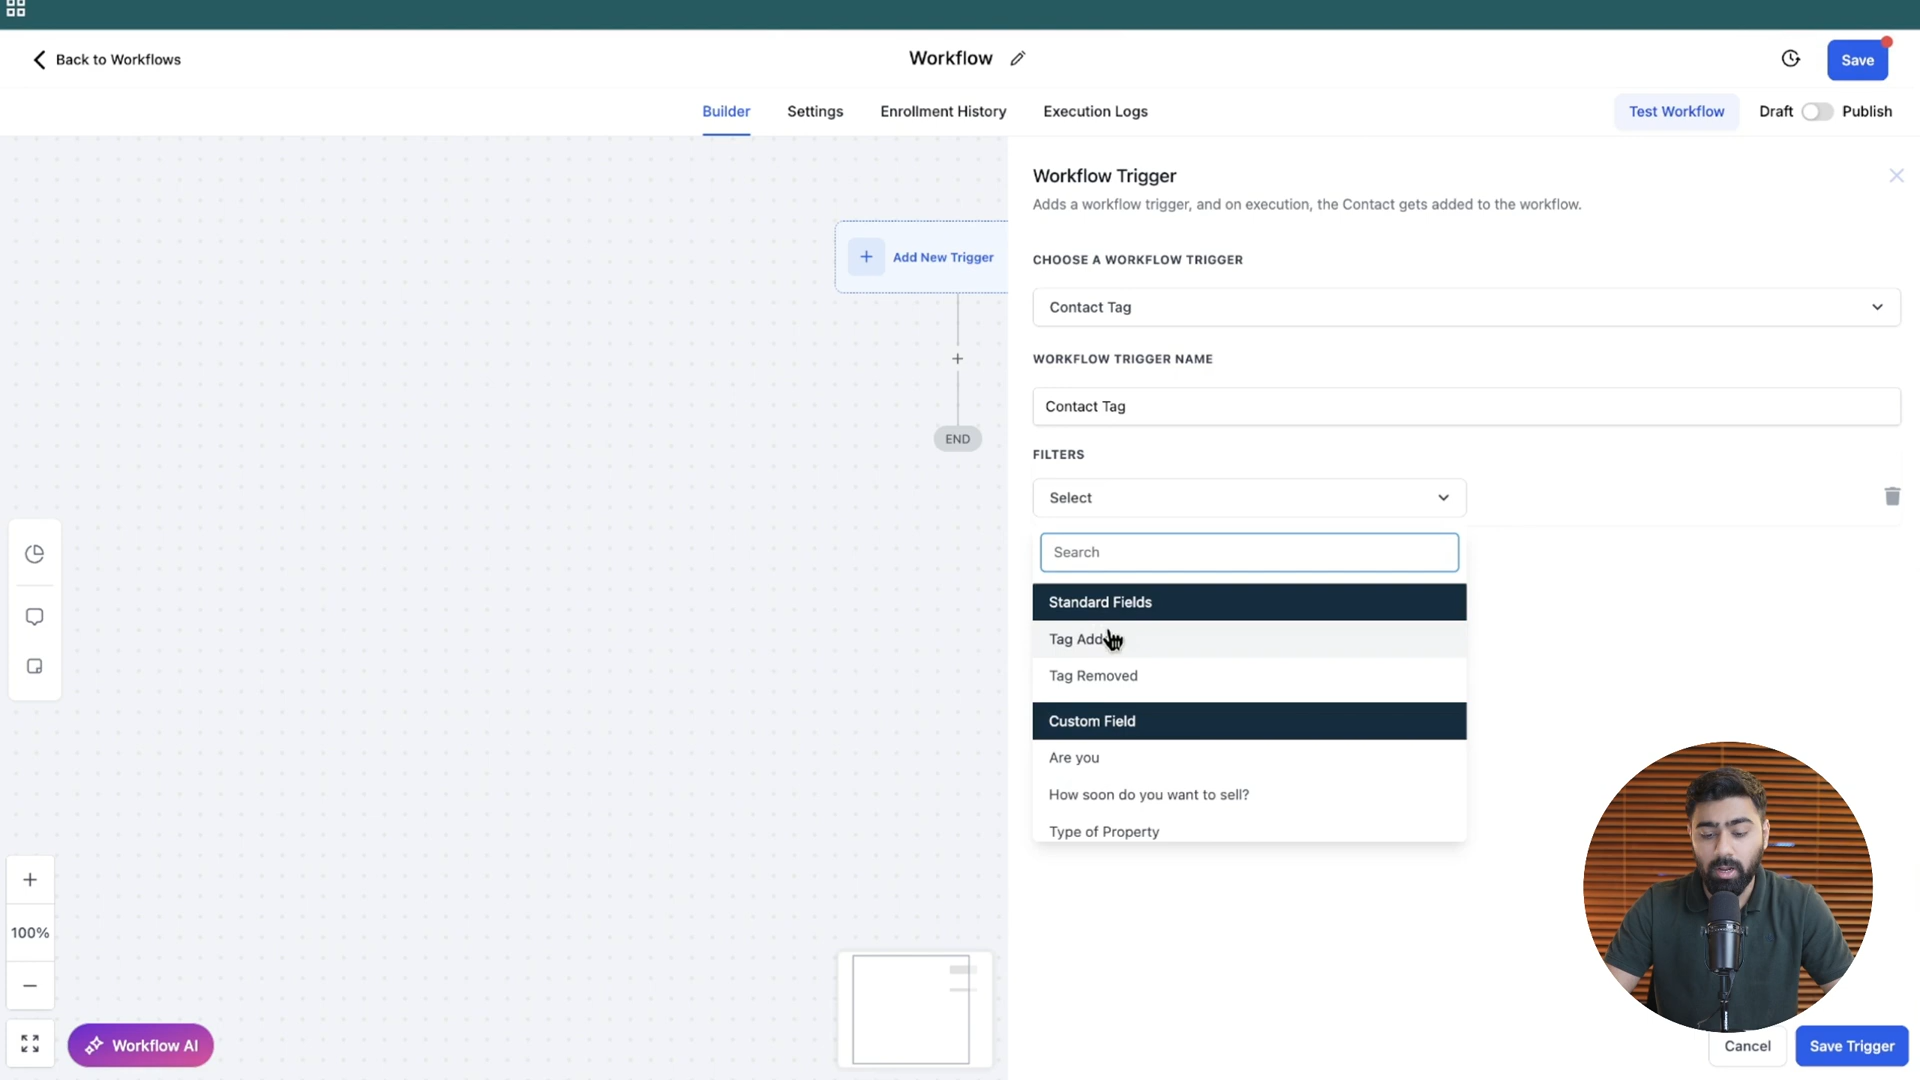 Back to Workflows
Workflow
Save
Builder
Settings
Enrollment History
Execution Logs
Test Workflow
Draft
Publish
Workflow Trigger
Adds a workflow trigger, and on execution, the Contact gets added to the workflow.
CHOOSE A WORKFLOW TRIGGER
Contact Tag
WORKFLOW TRIGGER NAME
Contact Tag
FILTERS
Select
Search
Standard Fields
Tag
Tag Removed
Custom Field
Are you
How soon do you want to sell?
Type of Property
Add New Trigger
END
100%
Workflow AI
Cancel
Save Trigger